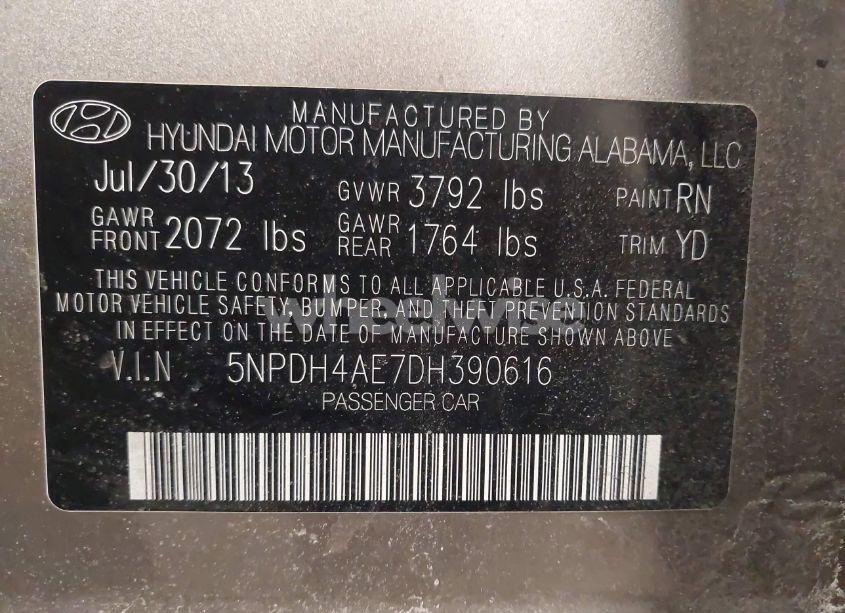 MANUFACTURED BY
HYUNDAI MOTOR MANUFACTURING ALABAMA, LLC
Jul/30/13 GVWR 3792 lbs PAINT RN
GAWR FRONT 2072 lbs GAWR REAR 1764 lbs TRIM YD
THIS VEHICLE CONFORMS TO ALL APPLICABLE U.S.A. FEDERAL
MOTOR VEHICLE SAFETY, BUMPER, AND THEFT PREVENTION STANDARDS
IN EFFECT ON THE DATE OF MANUFACTURE SHOWN ABOVE
wheelwise
V.I.N 5NPDH4AE7DH390616
PASSENGER CAR